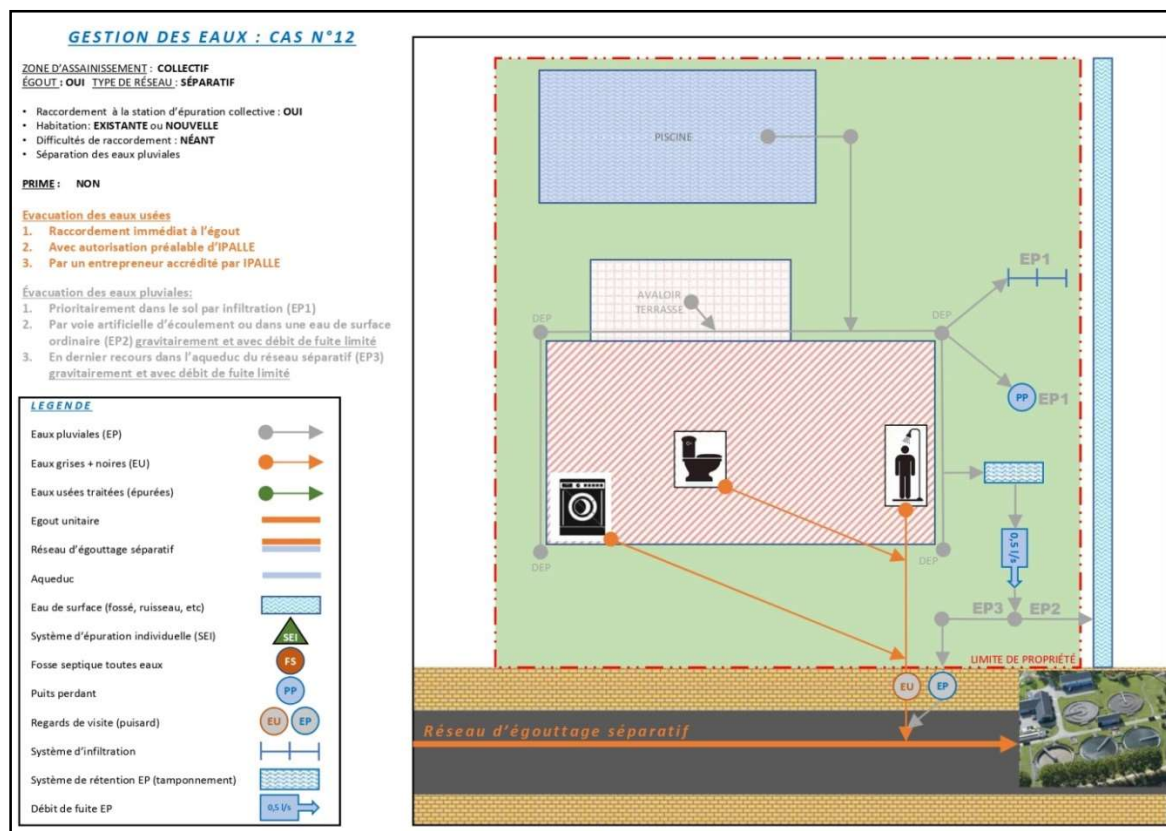 GESTION DES EAUX : CAS N°12
ZONE D'ASSAINISSEMENT : COLLECTIF
ÉGOUT : OUI TYPE DE RÉSEAU : SÉPARATIF
• Raccordement à la station d'épuration collective : OUI
• Habitation: EXISTANTE ou NOUVELLE
• Difficultés de raccordement : NÉANT
• Séparation des eaux pluviales
PRIME : NON
Evacuation des eaux usées
1. Raccordement immédiat à l'égout
2. Avec autorisation préalable d'IPALLE
3. Par un entrepreneur accrédité par IPALLE
Évacuation des eaux pluviales:
1. Prioritairement dans le sol par infiltration (EP1)
2. Par voie artificielle d'écoulement ou dans une eau de surface
ordinaire (EP2) gravitairement et avec débit de fuite limité
3. En dernier recours dans l'aqueduc du réseau séparatif (EP3)
gravitairement et avec débit de fuite limité
LEGENDE
Eaux pluviales (EP)
Eaux grises + noires (EU)
Eaux usées traitées (épurées)
Egout unitaire
Réseau d'égouttage séparatif
Aqueduc
Eau de surface (fossé, ruisseau, etc)
Système d'épuration individuelle (SEI)
SEI
Fosse septique toutes eaux
FS
Puits perdant
PP
Regards de visite (puisard)
EU EP
Système d'infiltration
Système de rétention EP (tamponnement)
Débit de fuite EP
0,5 l/s
PISCINE
EP1
AVALOIR
TERRASSE
DEP
DEP
PP EP1
DEP
DEP
0,5 l/s
EP3 EP2
LIMITE DE PROPRIÉTÉ
EU EP
Réseau d'égouttage séparatif